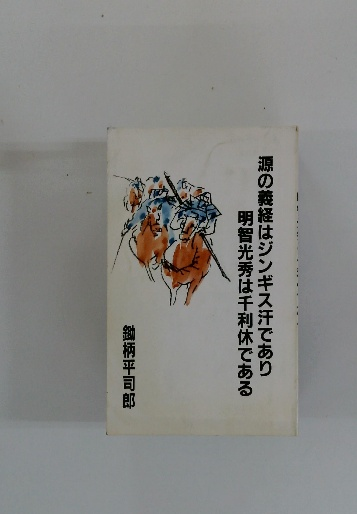 源の義経はジンギス汗であり
明智光秀は千利休である
鋤柄平司郎